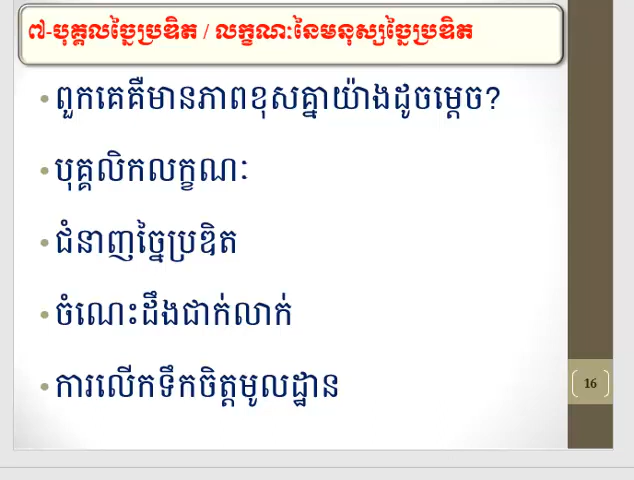 ៧-បុគ្គលច្នៃប្រឌិត / លក្ខណៈនៃមនុស្សច្នៃប្រឌិត
• ពួកគេគឺមានភាពខុសគ្នាយ៉ាងដូចម្តេច?
• បុគ្គលិកលក្ខណៈ
• ជំនាញច្នៃប្រឌិត
• ចំណេះដឹងជាក់លាក់
• ការលើកទឹកចិត្តមូលដ្ឋាន
16